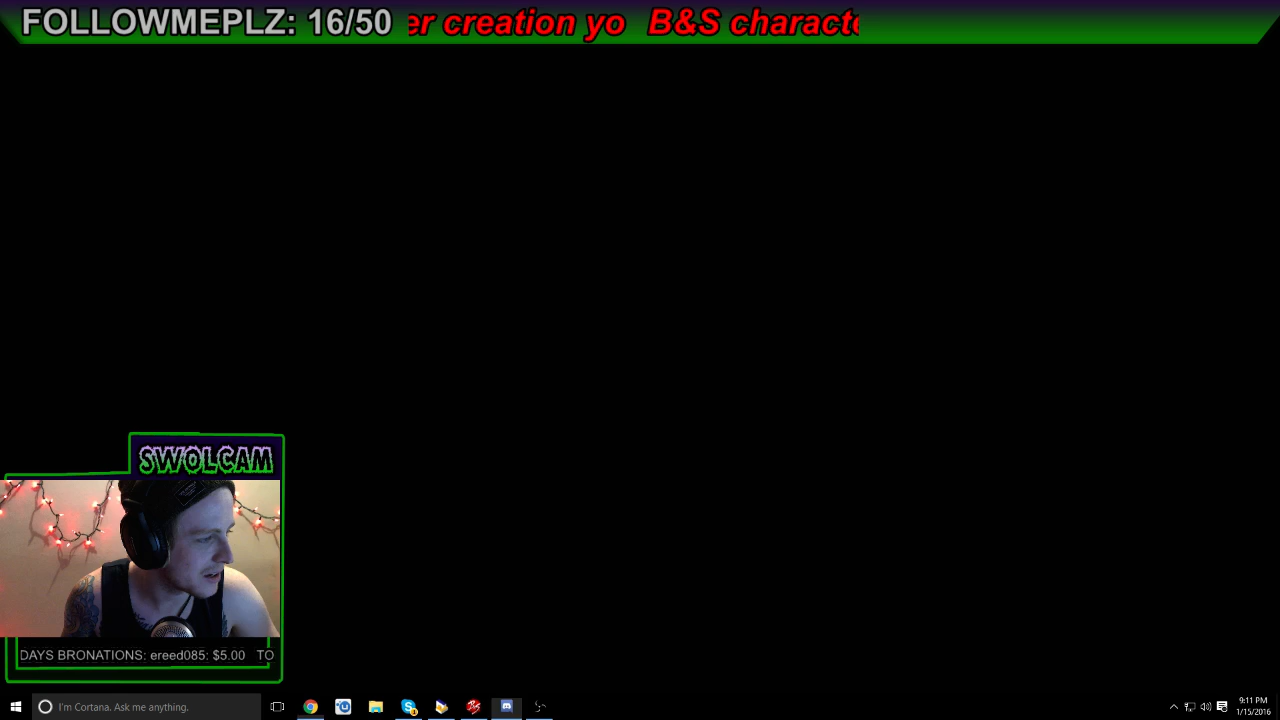 FOLLOWMEPLZ: 16/50
er creation yo B&S characte
SWOLCAM
DAYS BRONATIONS: ereed085: $5.00 TO
I'm Cortana. Ask me anything.
9:11 PM
1/15/2016